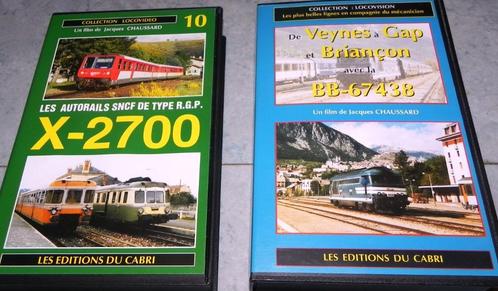 COLLECTION LOCOVIDEO
10
Un film de Jacques CHAUSSARD
LES AUTORAILS SNCF DE TYPE R.G.P.
X-2700
LES EDITIONS DU CABRI
COLLECTION : LOCOVISION
Les plus belles lignes en compagnie du mécanicien
De Veynes à Gap
et Briançon
avec la
BB-67438
Un film de Jacques CHAUSSARD
LES EDITIONS DU CABRI